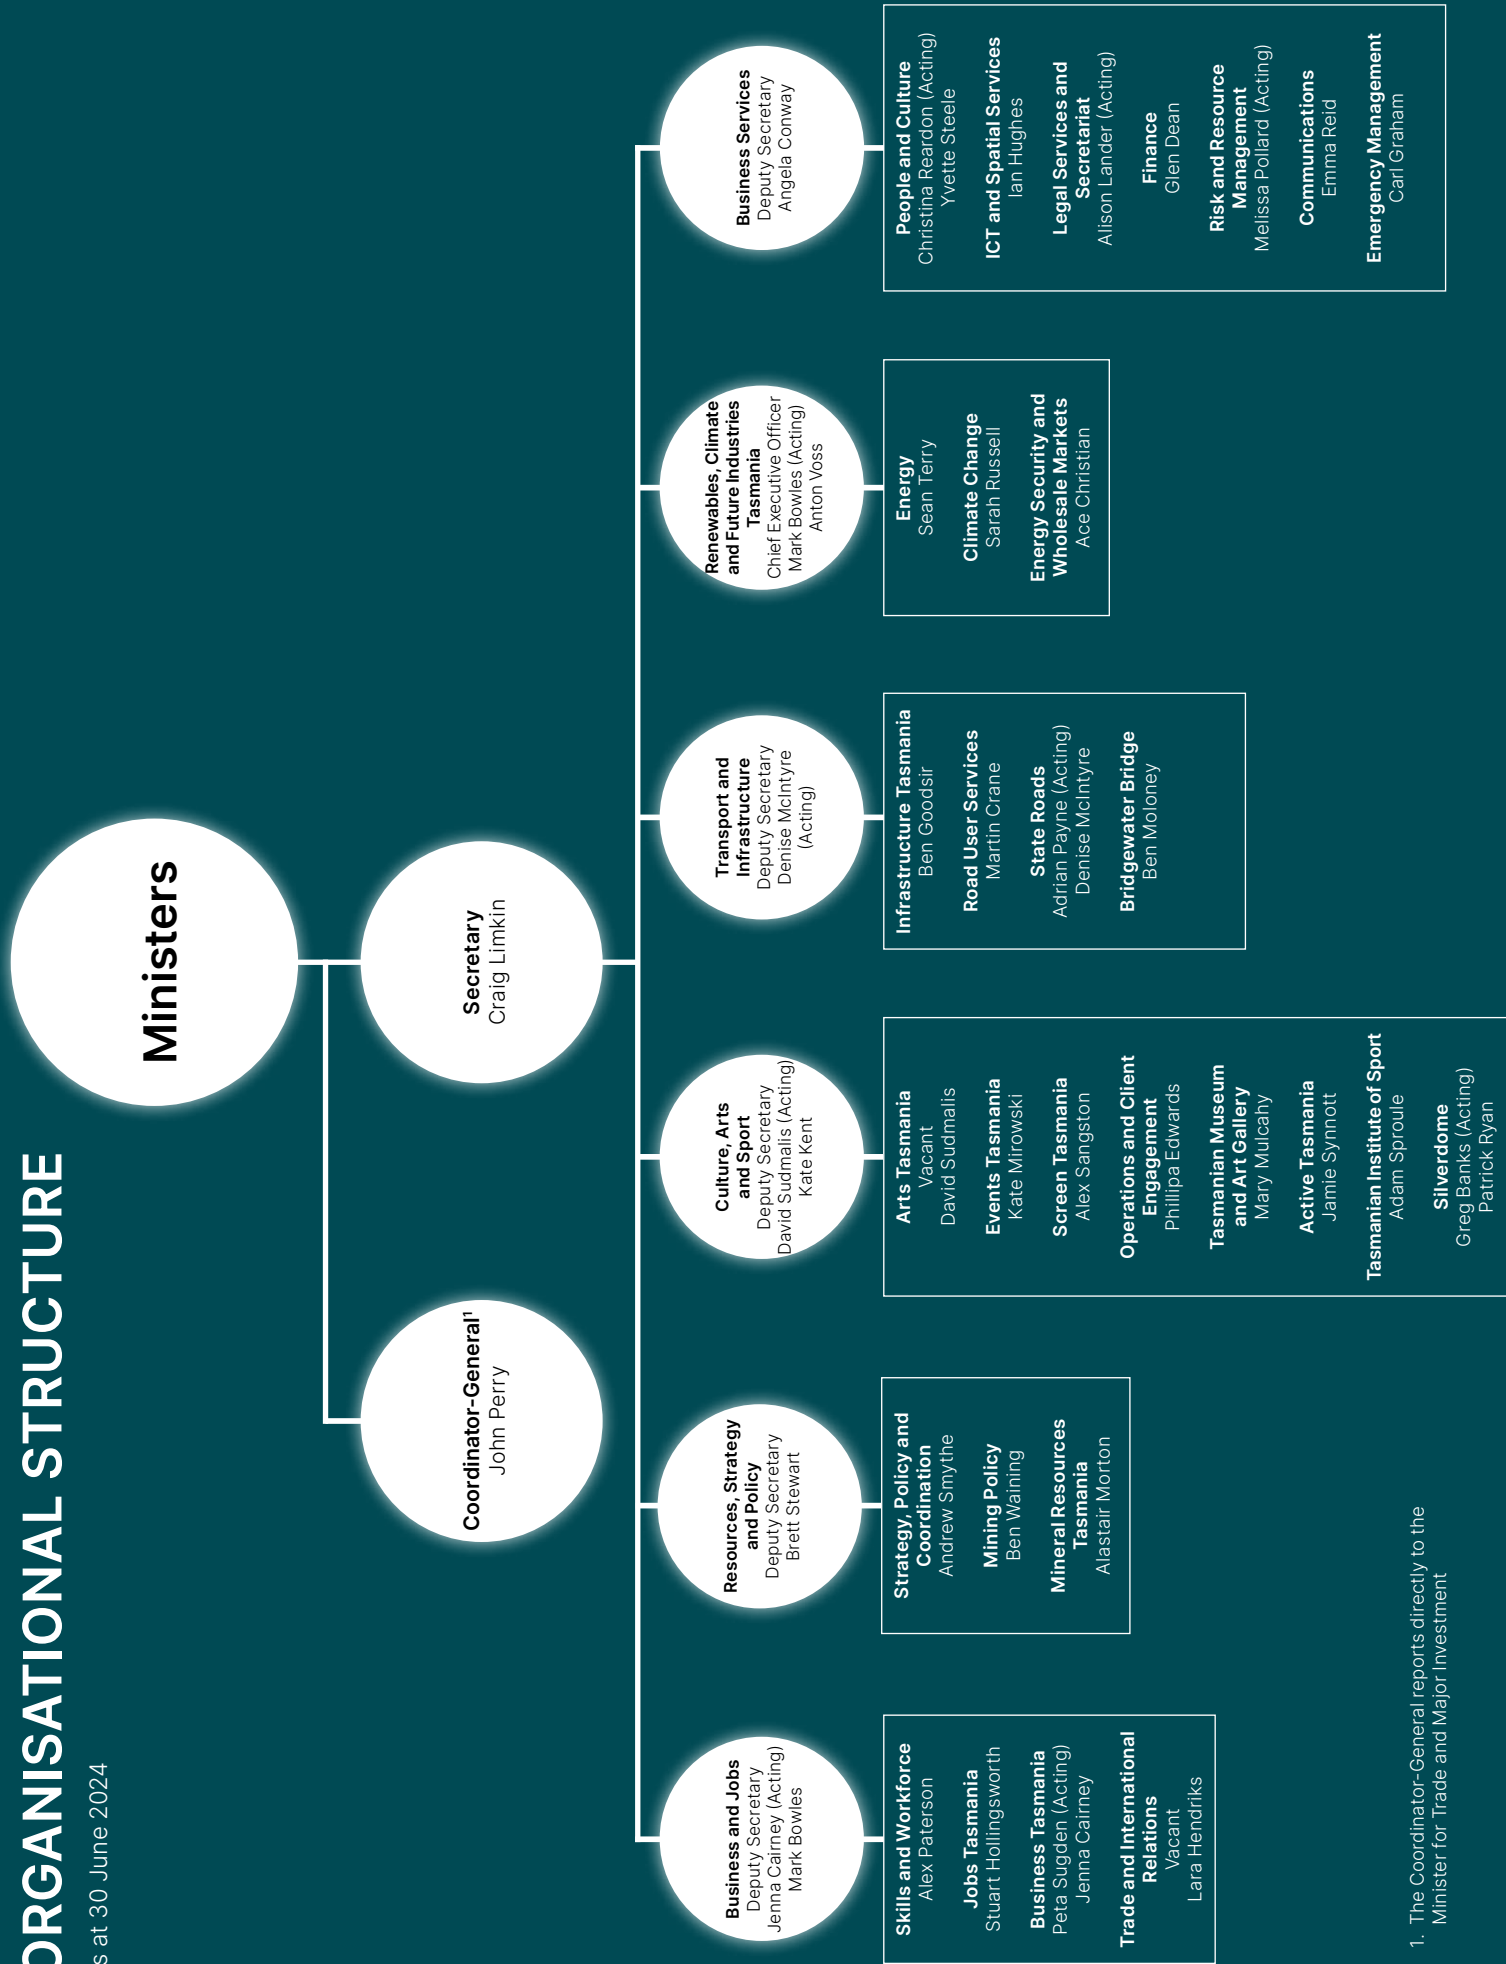 ORGANISATIONAL STRUCTURE
s at 30 June 2024
Ministers
Coordinator-General¹
John Perry
Secretary
Craig Limkin
Business and Jobs
Deputy Secretary
Jenna Cairney (Acting)
Mark Bowles
Skills and Workforce
Alex Paterson
Jobs Tasmania
Stuart Hollingsworth
Business Tasmania
Peta Sugden (Acting)
Jenna Cairney
Trade and International
Relations
Vacant
Lara Hendriks
Resources, Strategy
and Policy
Deputy Secretary
Brett Stewart
Strategy, Policy and
Coordination
Andrew Smythe
Mining Policy
Ben Waining
Mineral Resources
Tasmania
Alastair Morton
Culture, Arts
and Sport
Deputy Secretary
David Sudmalis (Acting)
Kate Kent
Arts Tasmania
Vacant
David Sudmalis
Events Tasmania
Kate Mirowski
Screen Tasmania
Alex Sangston
Operations and Client
Engagement
Phillipa Edwards
Tasmanian Museum
and Art Gallery
Mary Mulcahy
Active Tasmania
Jamie Synnott
Tasmanian Institute of Sport
Adam Sproule
Silverdome
Greg Banks (Acting)
Patrick Ryan
Transport and
Infrastructure
Deputy Secretary
Denise McIntyre
(Acting)
Infrastructure Tasmania
Ben Goodsir
Road User Services
Martin Crane
State Roads
Adrian Payne (Acting)
Denise McIntyre
Bridgewater Bridge
Ben Moloney
Renewables, Climate
and Future Industries
Tasmania
Chief Executive Officer
Mark Bowles (Acting)
Anton Voss
Energy
Sean Terry
Climate Change
Sarah Russell
Energy Security and
Wholesale Markets
Ace Christian
Business Services
Deputy Secretary
Angela Conway
People and Culture
Christina Reardon (Acting)
Yvette Steele
ICT and Spatial Services
Ian Hughes
Legal Services and
Secretariat
Alison Lander (Acting)
Finance
Glen Dean
Risk and Resource
Management
Melissa Pollard (Acting)
Communications
Emma Reid
Emergency Management
Carl Graham
1. The Coordinator-General reports directly to the
Minister for Trade and Major Investment